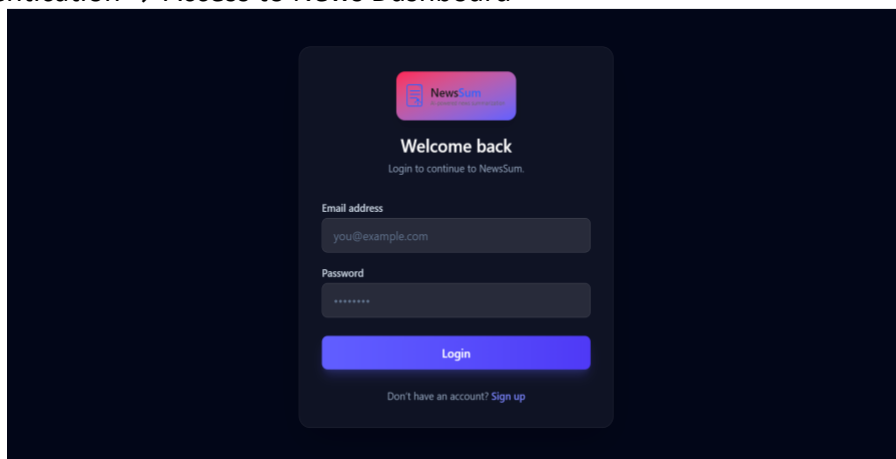 Access to News Dashboard
NewsSum
Welcome back
Login to continue to NewsSum.
Email address
you@example.com
Password
••••••••
Login
Don't have an account? Sign up